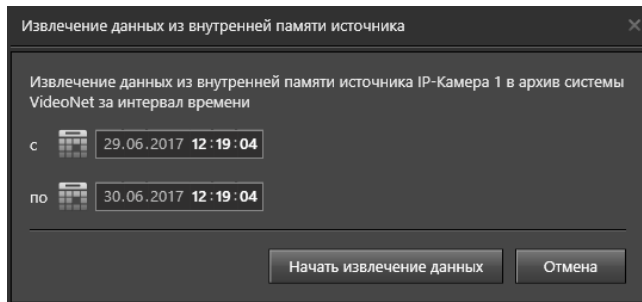 Извлечение данных из внутренней памяти источника
Извлечение данных из внутренней памяти источника IP-Камера 1 в архив системы
VideoNet за интервал времени
с 29.06.2017 12:19:04
по 30.06.2017 12:19:04
Начать извлечение данных Отмена